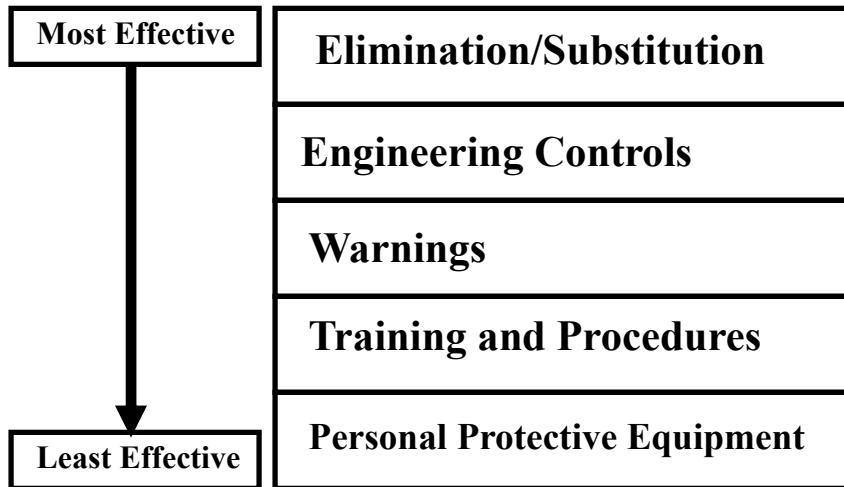 Most Effective
Elimination/Substitution
Engineering Controls
Warnings
Training and Procedures
Personal Protective Equipment
Least Effective